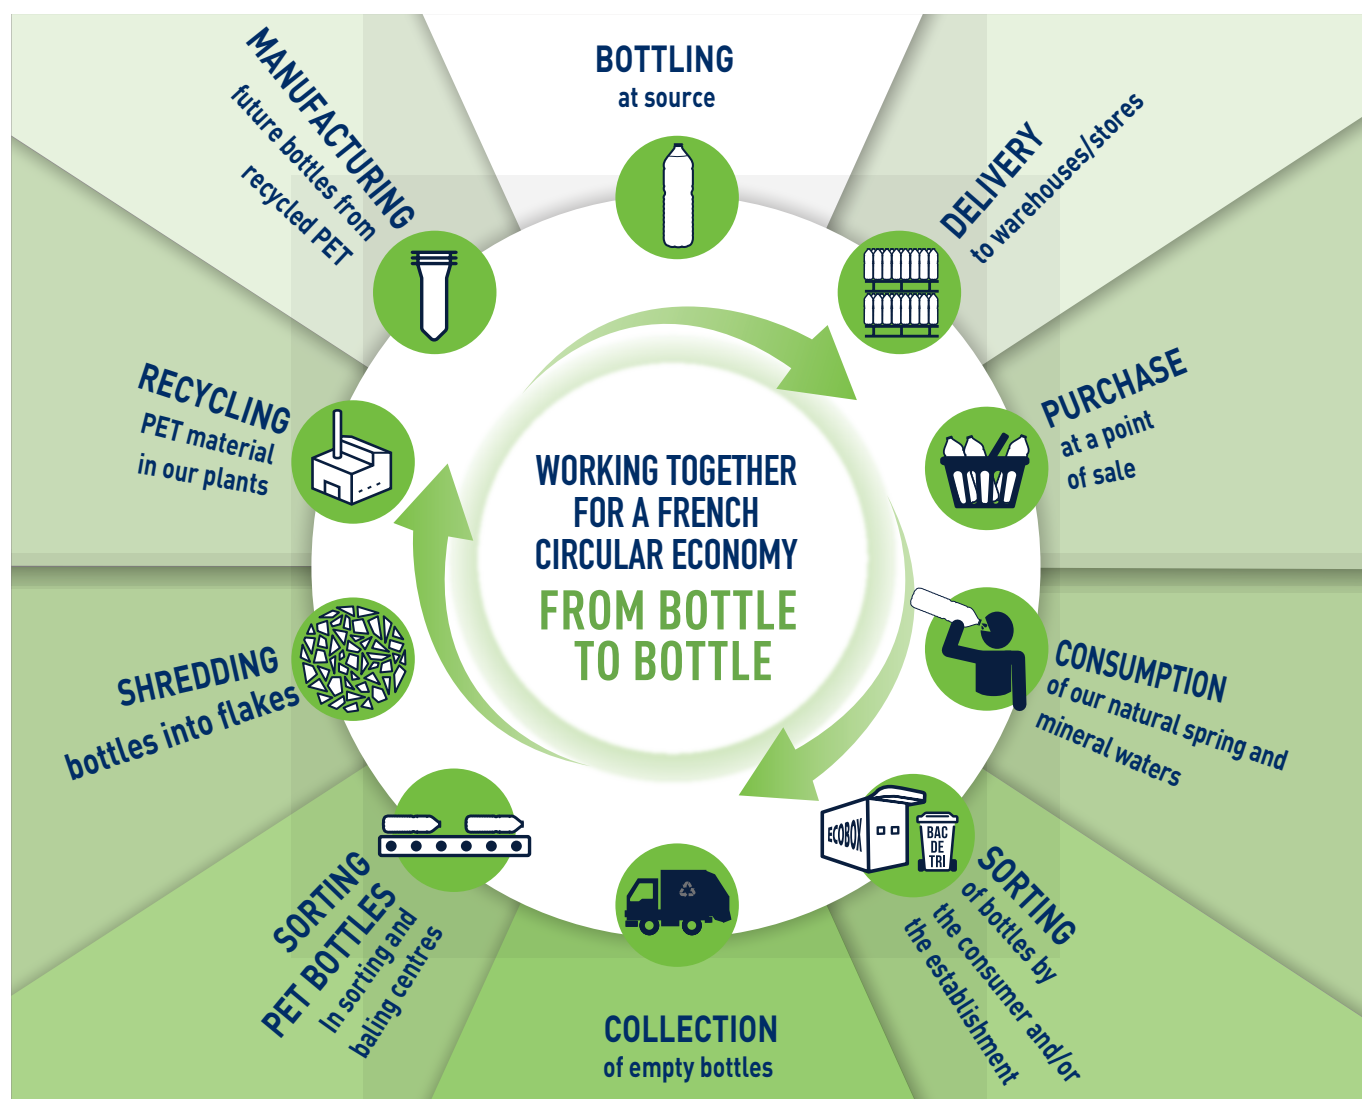 BOTTLING
at source
DELIVERY
to warehouses/stores
PURCHASE
at a point
of sale
CONSUMPTION
of our natural spring and
mineral waters
SORTING
of bottles by
the consumer and/or
the establishment
ECOBOX
BAC
DE
TRI
COLLECTION
of empty bottles
SORTING
PET BOTTLES
In sorting and
baling centres
SHREDDING
bottles into flakes
RECYCLING
PET material
in our plants
MANUFACTURING
future bottles from
recycled PET
WORKING TOGETHER
FOR A FRENCH
CIRCULAR ECONOMY
FROM BOTTLE
TO BOTTLE